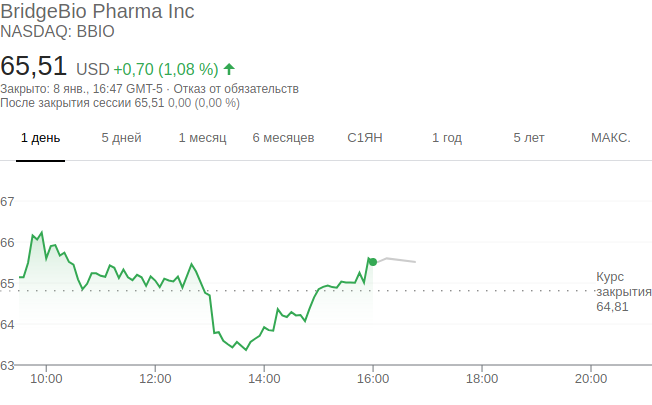 BridgeBio Pharma Inc
NASDAQ: BBIO
65,51 USD +0,70 (1,08 %)
Закрыто: 8 янв., 16:47 GMT-5 · Отказ от обязательств
После закрытия сессии 65,51 0,00 (0,00 %)
1 день 5 дней 1 месяц 6 месяцев С1ЯН 1 год 5 лет МАКС.
67
66
65
64
63
Курс
закрытия
64,81
10:00 12:00 14:00 16:00 18:00 20:00